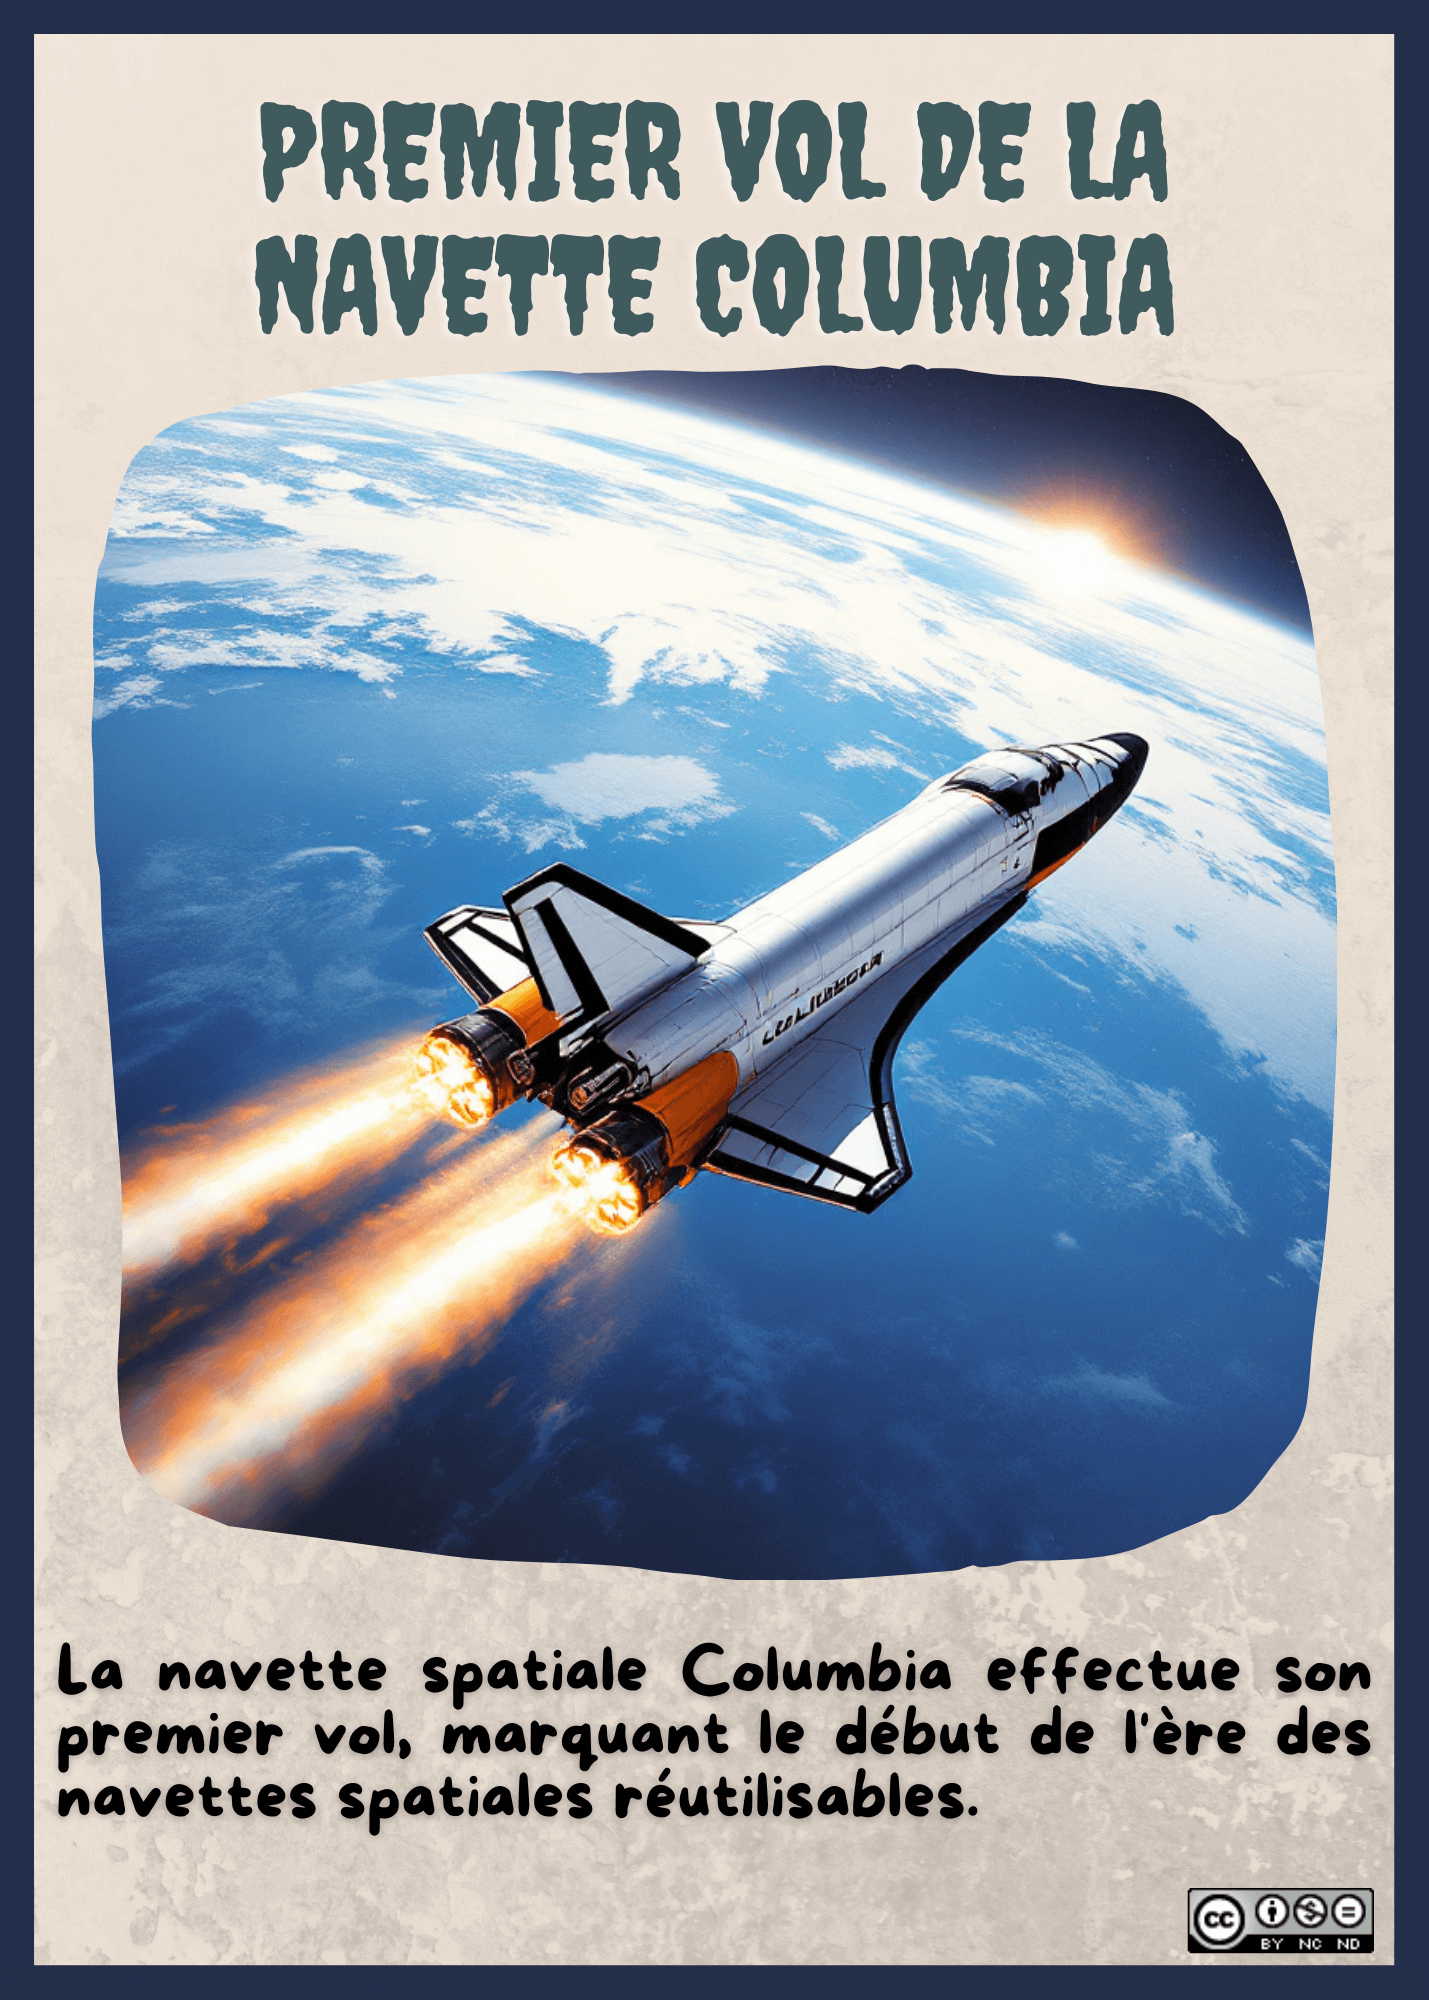 PREMIER VOL DE LA
NAVETTE COLUMBIA
La navette spatiale Columbia effectue son
premier vol, marquant le début de l'ère des
navettes spatiales réutilisables.
cc
BY NC ND